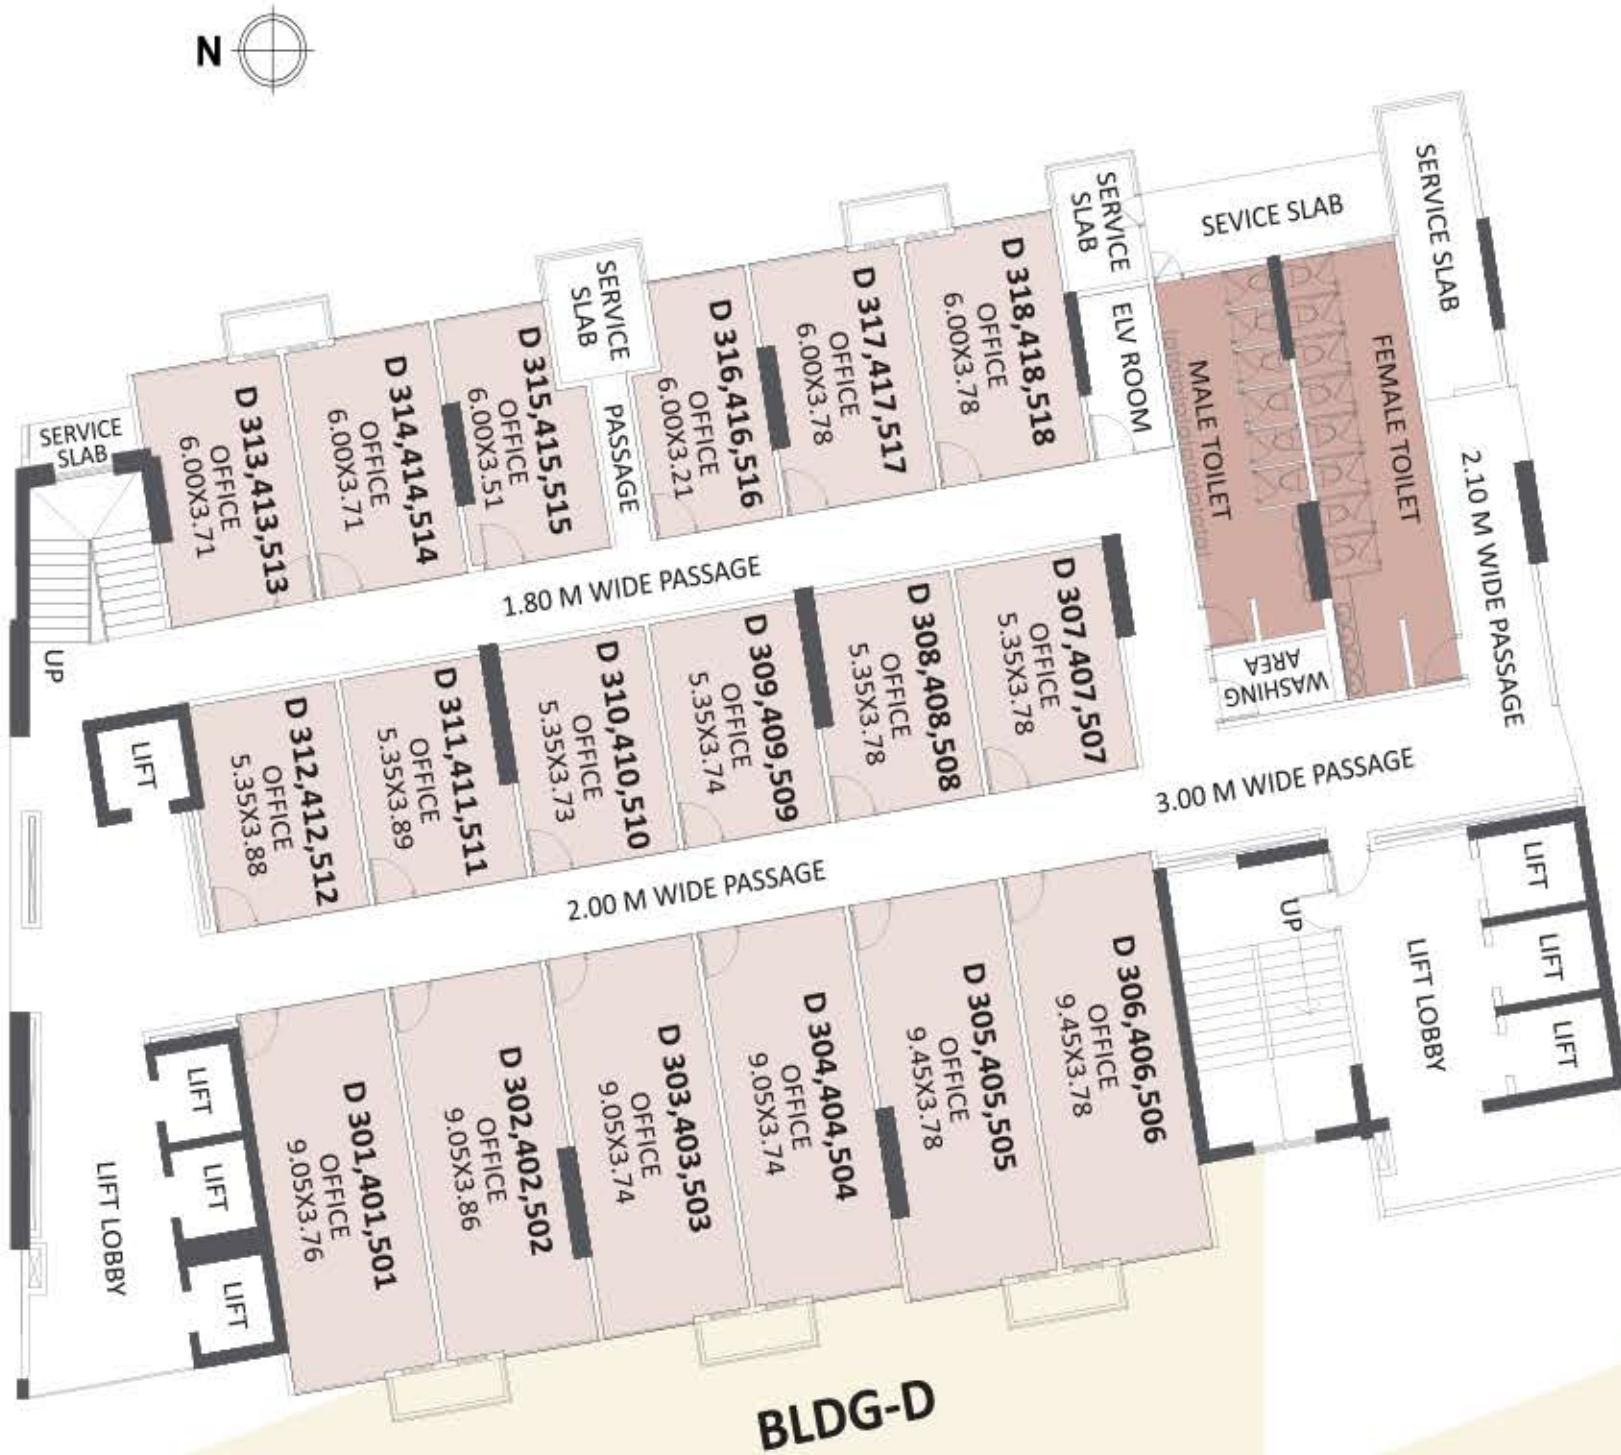 N
SERVICE
SLAB
SEVICE SLAB
SERVICE SLAB
SERVICE
SLAB
SERVICE
SLAB
D 313,413,513
OFFICE
6.00X3.71
D 314,414,514
OFFICE
6.00X3.71
D 315,415,515
OFFICE
6.00X3.51
PASSAGE
D 316,416,516
OFFICE
6.00X3.21
D 317,417,517
OFFICE
6.00X3.78
D 318,418,518
OFFICE
6.00X3.78
ELV ROOM
MALE TOILET
FEMALE TOILET
2.10 M WIDE PASSAGE
UP
1.80 M WIDE PASSAGE
WASHING
AREA
LIFT
D 312,412,512
OFFICE
5.35X3.88
D 311,411,511
OFFICE
5.35X3.89
D 310,410,510
OFFICE
5.35X3.73
D 309,409,509
OFFICE
5.35X3.74
D 308,408,508
OFFICE
5.35X3.78
D 307,407,507
OFFICE
5.35X3.78
3.00 M WIDE PASSAGE
2.00 M WIDE PASSAGE
UP
LIFT LOBBY
LIFT
LIFT
LIFT
LIFT LOBBY
LIFT
LIFT
LIFT
D 301,401,501
OFFICE
9.05X3.76
D 302,402,502
OFFICE
9.05X3.86
D 303,403,503
OFFICE
9.05X3.74
D 304,404,504
OFFICE
9.05X3.74
D 305,405,505
OFFICE
9.45X3.78
D 306,406,506
OFFICE
9.45X3.78
BLDG-D